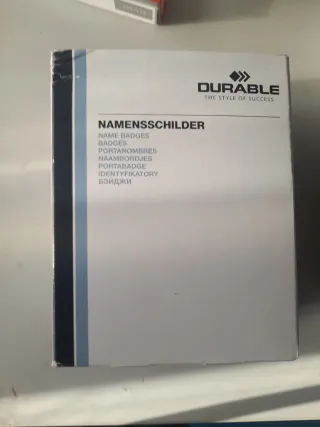 DURABLE
THE STYLE OF SUCCESS
NAMENSSCHILDER
NAME BADGES
BADGES
PORTANOMBRES
NAAMBORDJES
PORTABADGE
IDENTYFIKATORY
БЭЙДЖИ